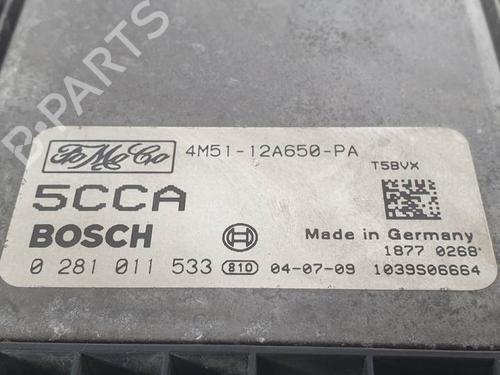 FoMoCo 4M51-12A650-PA
T5BVX
5CCA
BOSCH Made in Germany
1877 0268
0 281 011 533 810 04-07-09 1039S06664
B-PARTS